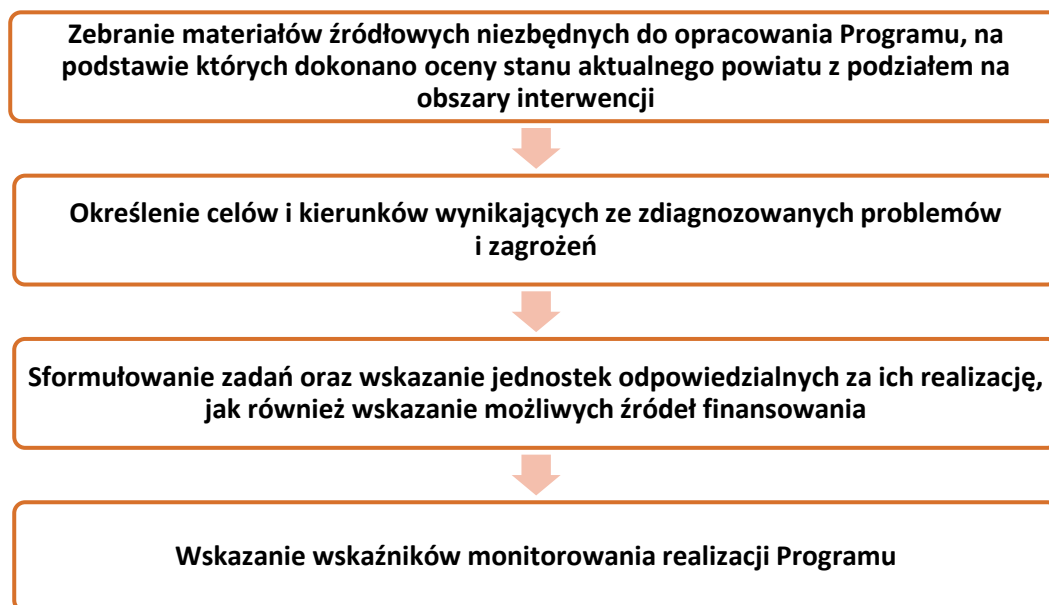 Zebranie materiałów źródłowych niezbędnych do opracowania Programu, na
podstawie których dokonano oceny stanu aktualnego powiatu z podziałem na
obszary interwencji
Określenie celów i kierunków wynikających ze zdiagnozowanych problemów
i zagrożeń
Sformułowanie zadań oraz wskazanie jednostek odpowiedzialnych za ich realizację,
jak również wskazanie możliwych źródeł finansowania
Wskazanie wskaźników monitorowania realizacji Programu